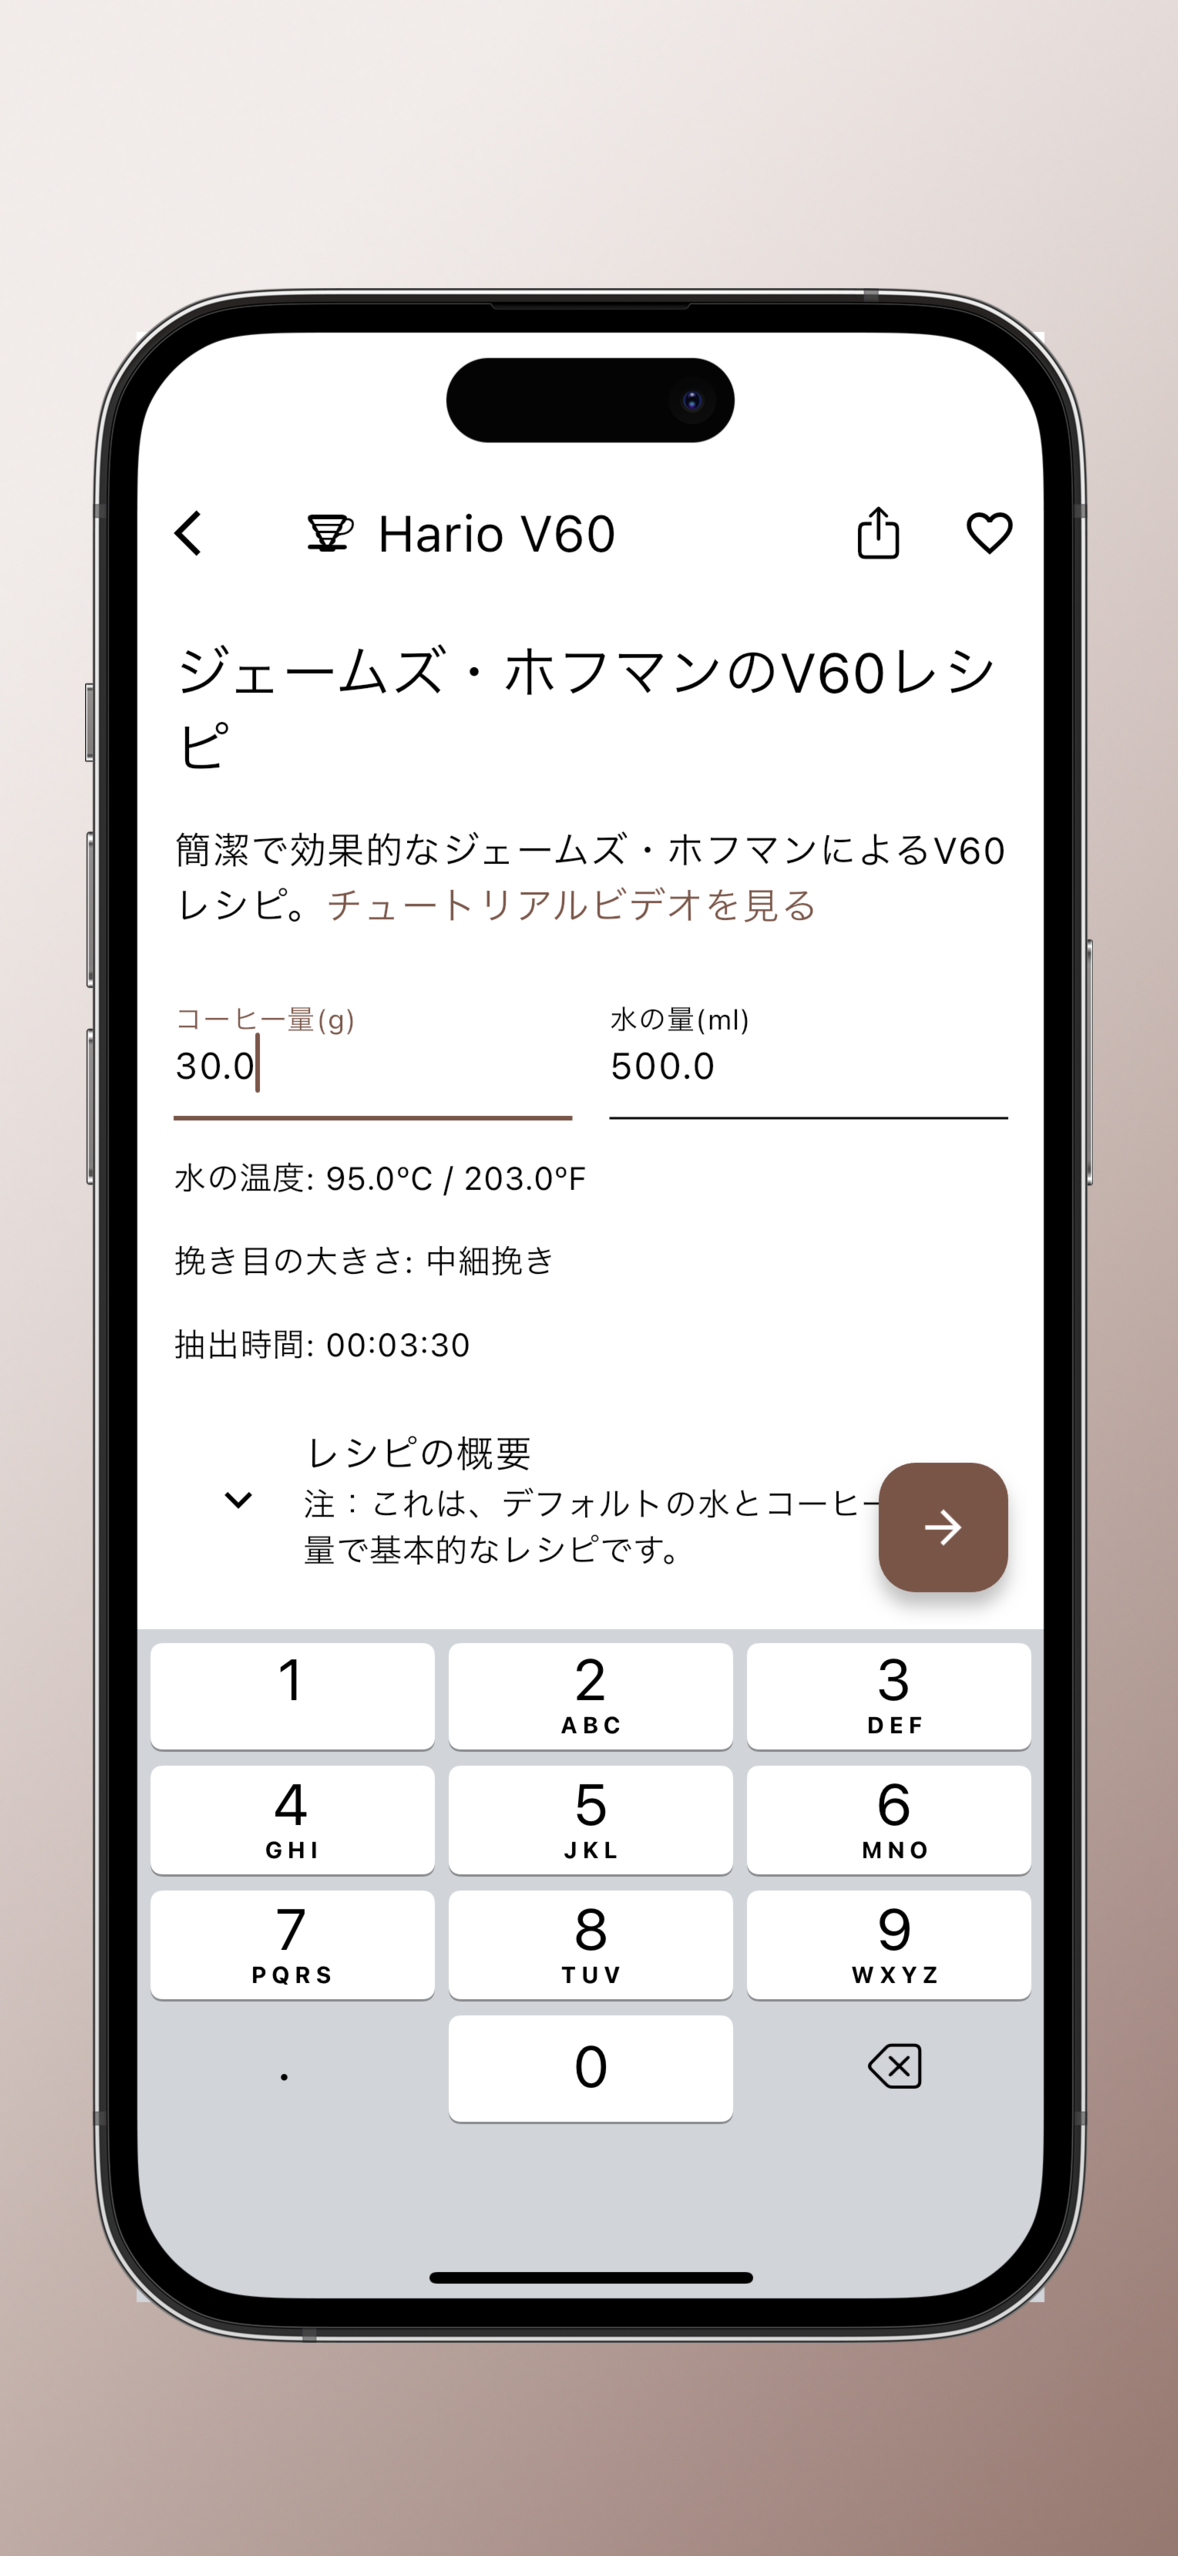 Hario V60
ジェームズ・ホフマンのV60レシ
ピ
簡潔で効果的なジェームズ・ホフマンによるV60
レシピ。チュートリアルビデオを見る
コーヒー量(g)
水の量(ml)
30.0
500.0
水の温度: 95.0ºC / 203.0ºF
挽き目の大きさ: 中細挽き
抽出時間: 00:03:30
レシピの概要
注：これは、デフォルトの水とコーヒー
量で基本的なレシピです。
1
2
3
ABC
DEF
4
5
6
GHI
JKL
MNO
7
8
9
PQRS
TUV
WXYZ
.
0